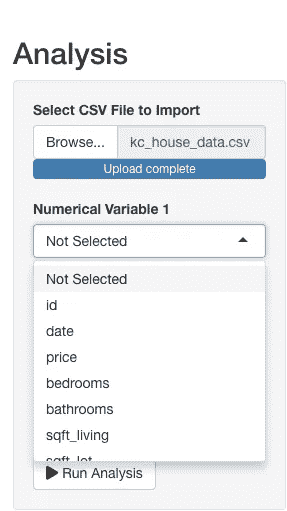 Analysis
Select CSV File to Import
Browse... kc_house_data.csv
Upload complete
Numerical Variable 1
Not Selected
Not Selected
id
date
price
bedrooms
bathrooms
sqft_living
sqft_lot
Run Analysis